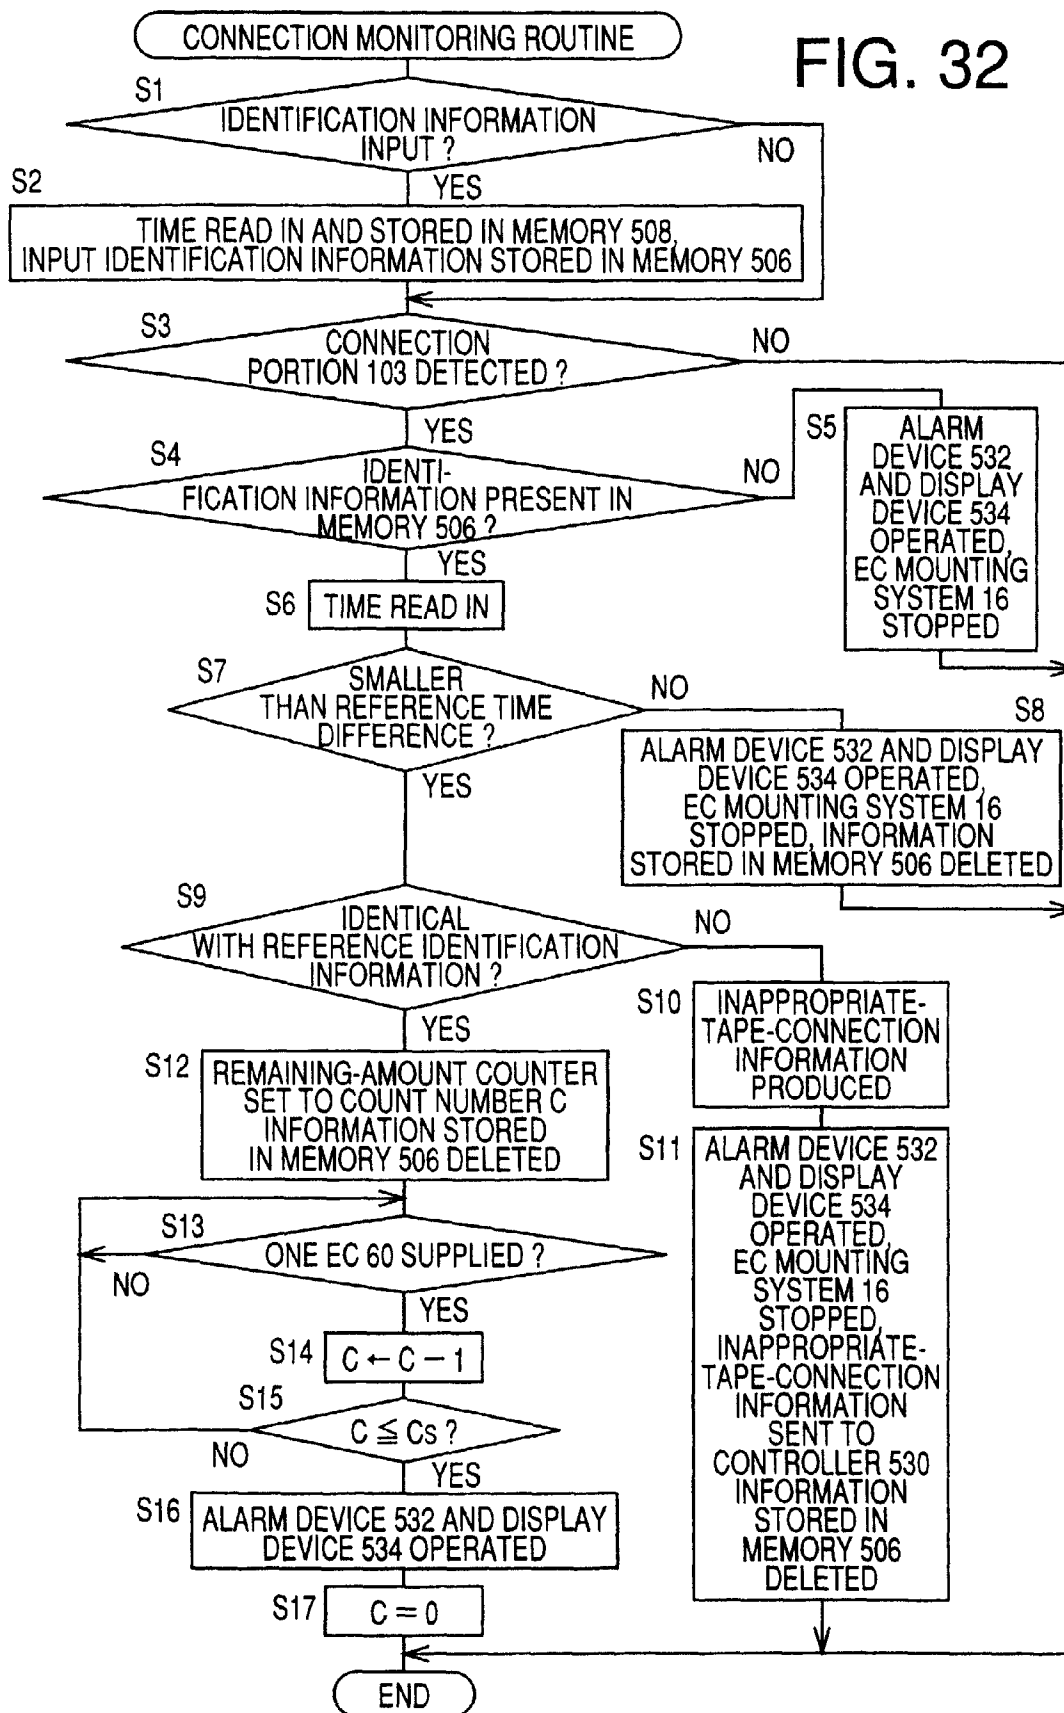 CONNECTION MONITORING ROUTINE
FIG. 32
S1
IDENTIFICATION INFORMATION
INPUT ?
NO
YES
S2
TIME READ IN AND STORED IN MEMORY 508,
INPUT IDENTIFICATION INFORMATION STORED IN MEMORY 506
S3
CONNECTION
PORTION 103 DETECTED ?
NO
YES
S4
IDENTI-
FICATION INFORMATION PRESENT IN
MEMORY 506 ?
NO
YES
S5
ALARM
DEVICE 532
AND DISPLAY
DEVICE 534
OPERATED,
EC MOUNTING
SYSTEM 16
STOPPED
S6
TIME READ IN
S7
SMALLER
THAN REFERENCE TIME
DIFFERENCE ?
NO
YES
S8
ALARM DEVICE 532 AND DISPLAY
DEVICE 534 OPERATED,
EC MOUNTING SYSTEM 16
STOPPED, INFORMATION
STORED IN MEMORY 506 DELETED
S9
IDENTICAL
WITH REFERENCE IDENTIFICATION
INFORMATION ?
NO
YES
S10
INAPPROPRIATE-
TAPE-CONNECTION
INFORMATION
PRODUCED
S11
ALARM DEVICE 532
AND DISPLAY
DEVICE 534
OPERATED,
EC MOUNTING
SYSTEM 16
STOPPED,
INAPPROPRIATE-
TAPE-CONNECTION
INFORMATION
SENT TO
CONTROLLER 530
INFORMATION
STORED IN
MEMORY 506
DELETED
S12
REMAINING-AMOUNT COUNTER
SET TO COUNT NUMBER C
INFORMATION STORED
IN MEMORY 506 DELETED
S13
ONE EC 60 SUPPLIED ?
NO
YES
S14
C ← C − 1
S15
C ≦ Cs ?
NO
YES
S16
ALARM DEVICE 532 AND DISPLAY
DEVICE 534 OPERATED
S17
C = 0
END